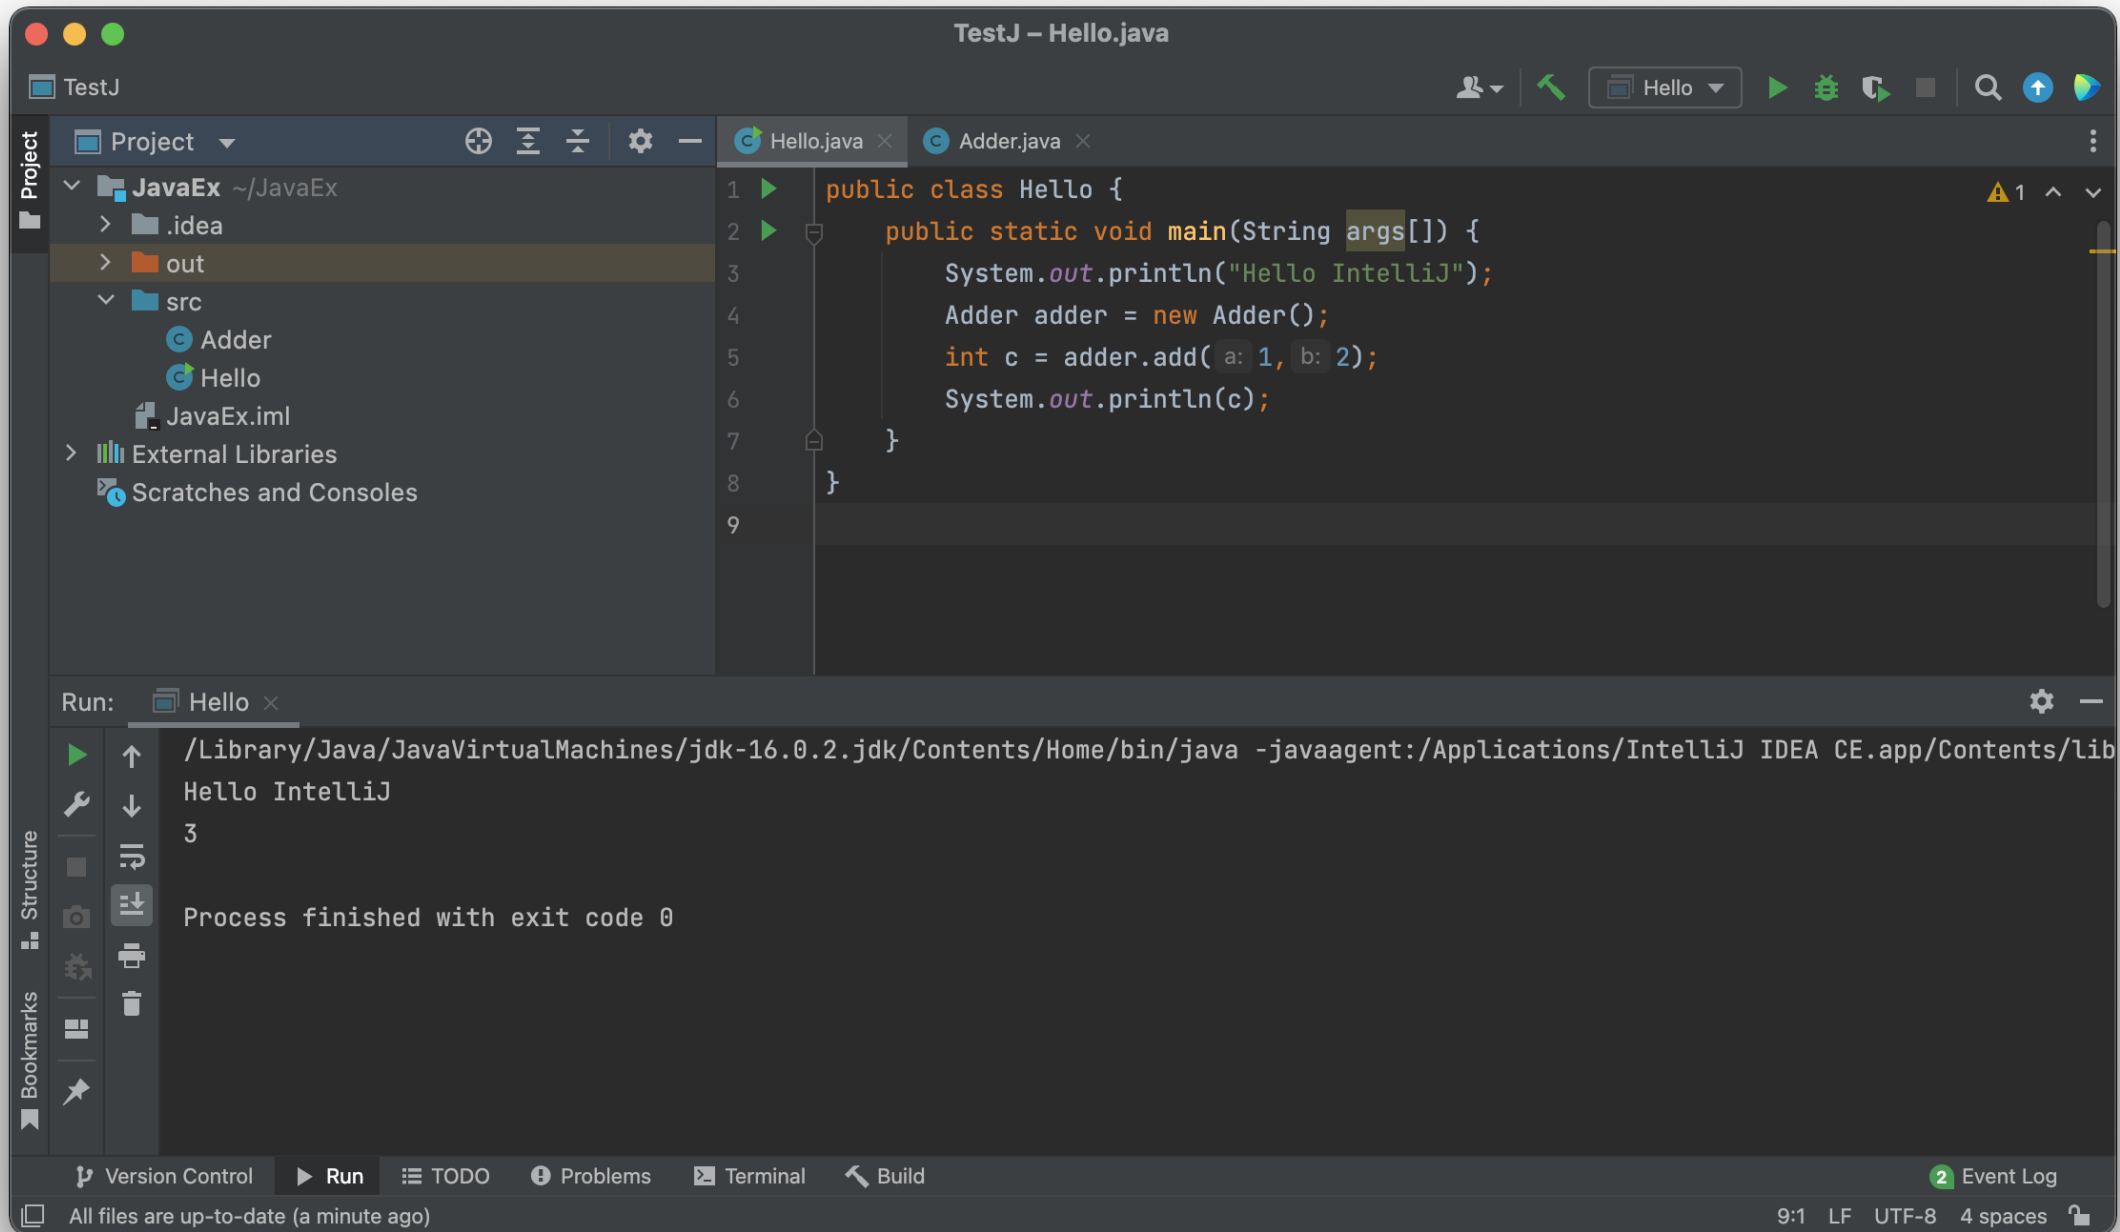 TestJ – Hello.java
TestJ
Hello
Project
Project
JavaEx ~/JavaEx
.idea
out
src
Adder
Hello
JavaEx.iml
External Libraries
Scratches and Consoles
Hello.java
Adder.java
1
1 public class Hello {
2 public static void main(String args[]) {
3 System.out.println("Hello IntelliJ");
4 Adder adder = new Adder();
5 int c = adder.add( a: 1, b: 2);
6 System.out.println(c);
7 }
8 }
9
Run: Hello
/Library/Java/JavaVirtualMachines/jdk-16.0.2.jdk/Contents/Home/bin/java -javaagent:/Applications/IntelliJ IDEA CE.app/Contents/lib
Hello IntelliJ
3
Process finished with exit code 0
Structure
Bookmarks
Version Control Run TODO Problems Terminal Build 2 Event Log
All files are up-to-date (a minute ago) 9:1 LF UTF-8 4 spaces